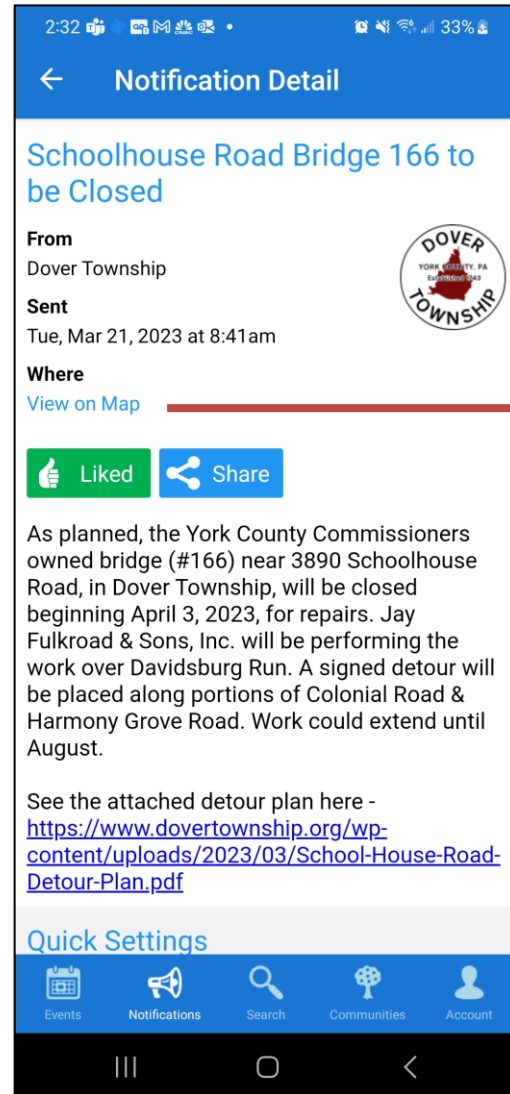 2:32
33%
Notification Detail
Schoolhouse Road Bridge 166 to
be Closed
From
Dover Township
DOVER
YORK COUNTY, PA
Established 1743
TOWNSHIP
Sent
Tue, Mar 21, 2023 at 8:41am
Where
View on Map
Liked
Share
As planned, the York County Commissioners
owned bridge (#166) near 3890 Schoolhouse
Road, in Dover Township, will be closed
beginning April 3, 2023, for repairs. Jay
Fulkroad & Sons, Inc. will be performing the
work over Davidsburg Run. A signed detour will
be placed along portions of Colonial Road &
Harmony Grove Road. Work could extend until
August.
See the attached detour plan here -
https://www.dovertownship.org/wp-
content/uploads/2023/03/School-House-Road-
Detour-Plan.pdf
Quick Settings
Events
Notifications
Search
Communities
Account